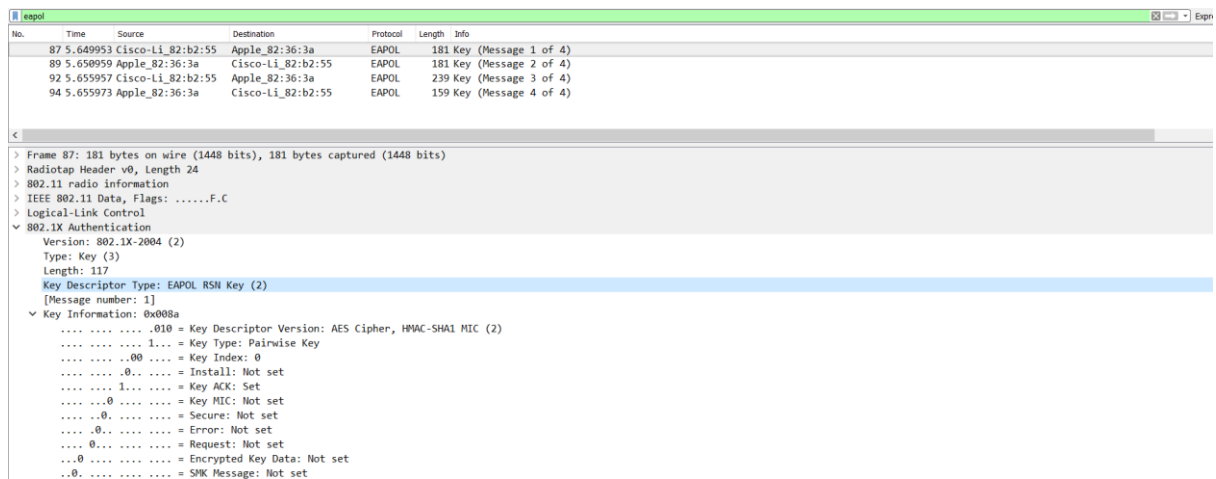 eapol Expre
No. Time Source Destination Protocol Length Info
87 5.649953 Cisco-Li_82:b2:55 Apple_82:36:3a EAPOL 181 Key (Message 1 of 4)
89 5.650959 Apple_82:36:3a Cisco-Li_82:b2:55 EAPOL 181 Key (Message 2 of 4)
92 5.655957 Cisco-Li_82:b2:55 Apple_82:36:3a EAPOL 239 Key (Message 3 of 4)
94 5.655973 Apple_82:36:3a Cisco-Li_82:b2:55 EAPOL 159 Key (Message 4 of 4)
> Frame 87: 181 bytes on wire (1448 bits), 181 bytes captured (1448 bits)
> Radiotap Header v0, Length 24
> 802.11 radio information
> IEEE 802.11 Data, Flags: ......F.C
> Logical-Link Control
802.1X Authentication
Version: 802.1X-2004 (2)
Type: Key (3)
Length: 117
Key Descriptor Type: EAPOL RSN Key (2)
[Message number: 1]
Key Information: 0x008a
.... .... .... .010 = Key Descriptor Version: AES Cipher, HMAC-SHA1 MIC (2)
.... .... .... 1... = Key Type: Pairwise Key
.... .... ..00 .... = Key Index: 0
.... .... .0.. .... = Install: Not set
.... .... 1... .... = Key ACK: Set
.... ...0 .... .... = Key MIC: Not set
.... ..0. .... .... = Secure: Not set
.... .0.. .... .... = Error: Not set
.... 0... .... .... = Request: Not set
...0 .... .... .... = Encrypted Key Data: Not set
..0. .... .... .... = SMK Message: Not set